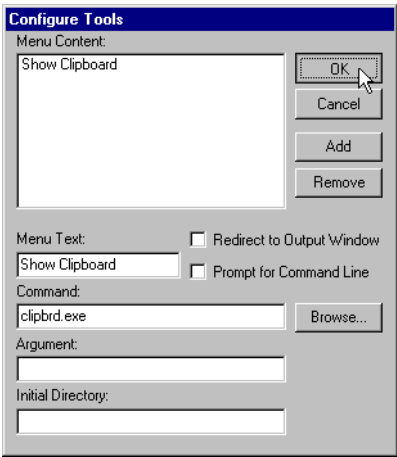 Configure Tools
Menu Content:
Show Clipboard
OK
Cancel
Add
Remove
Menu Text:
Redirect to Output Window
Show Clipboard
Prompt for Command Line
Command:
clipbrd.exe
Browse...
Argument:
Initial Directory: